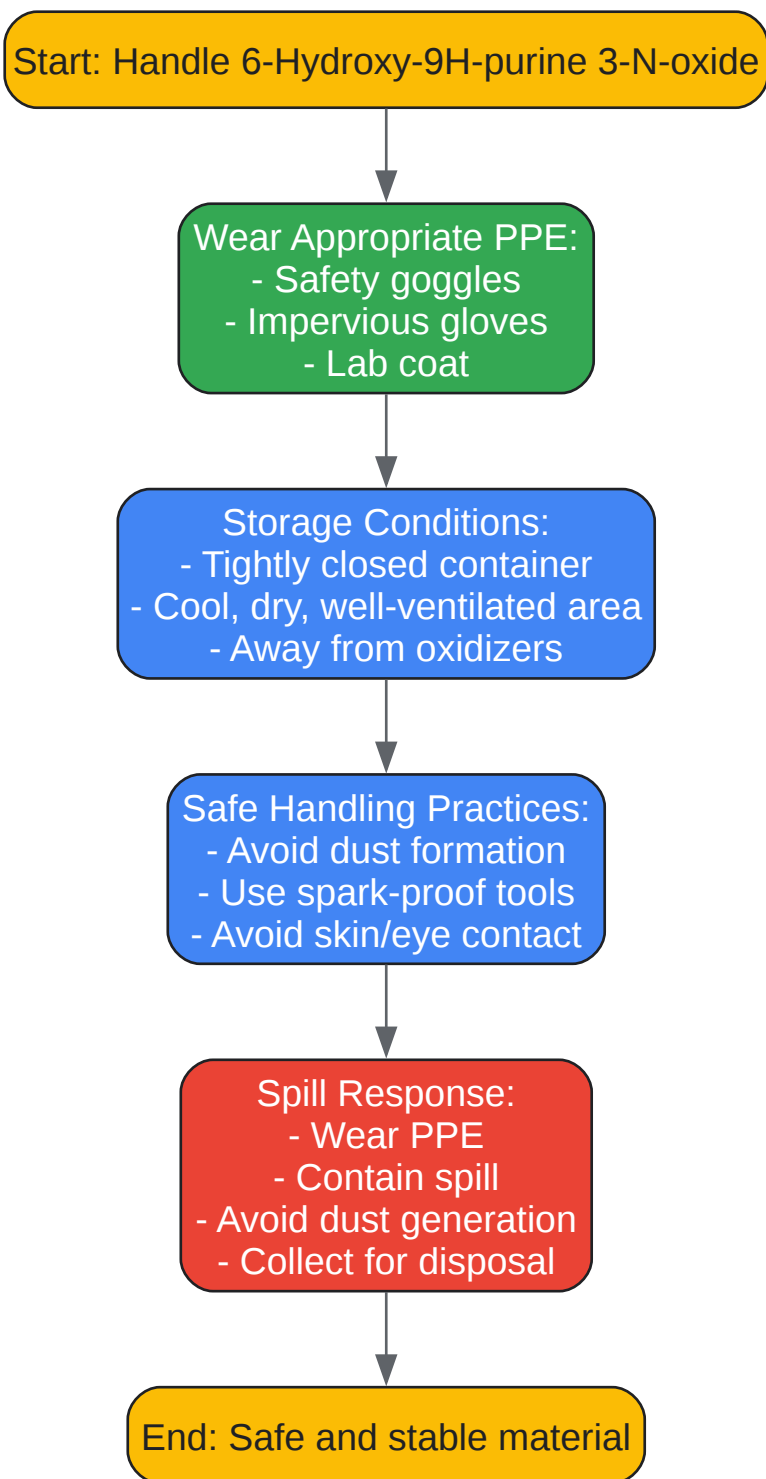 Start: Handle 6-Hydroxy-9H-purine 3-N-oxide
Wear Appropriate PPE:
- Safety goggles
- Impervious gloves
- Lab coat
Storage Conditions:
- Tightly closed container
- Cool, dry, well-ventilated area
- Away from oxidizers
Safe Handling Practices:
- Avoid dust formation
- Use spark-proof tools
- Avoid skin/eye contact
Spill Response:
- Wear PPE
- Contain spill
- Avoid dust generation
- Collect for disposal
End: Safe and stable material